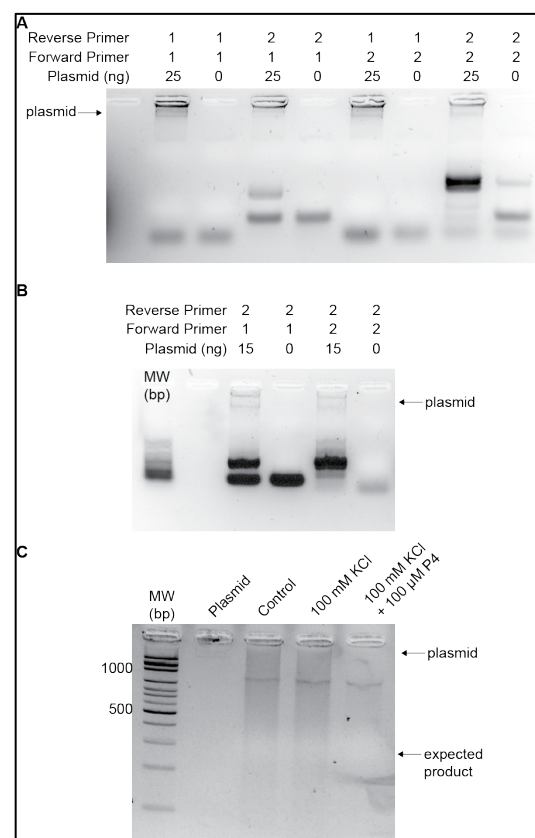 A
Reverse Primer 1 1 2 2 1 1 2 2
Forward Primer 1 1 1 1 2 2 2 2
Plasmid (ng) 25 0 25 0 25 0 25 0
plasmid
B
Reverse Primer 2 2 2 2
Forward Primer 1 1 2 2
Plasmid (ng) 15 0 15 0
MW
(bp)
plasmid
C
MW
(bp)
Plasmid
Control
100 mM KCl
100 mM KCl
+ 100 µM P4
plasmid
1000
500
expected
product